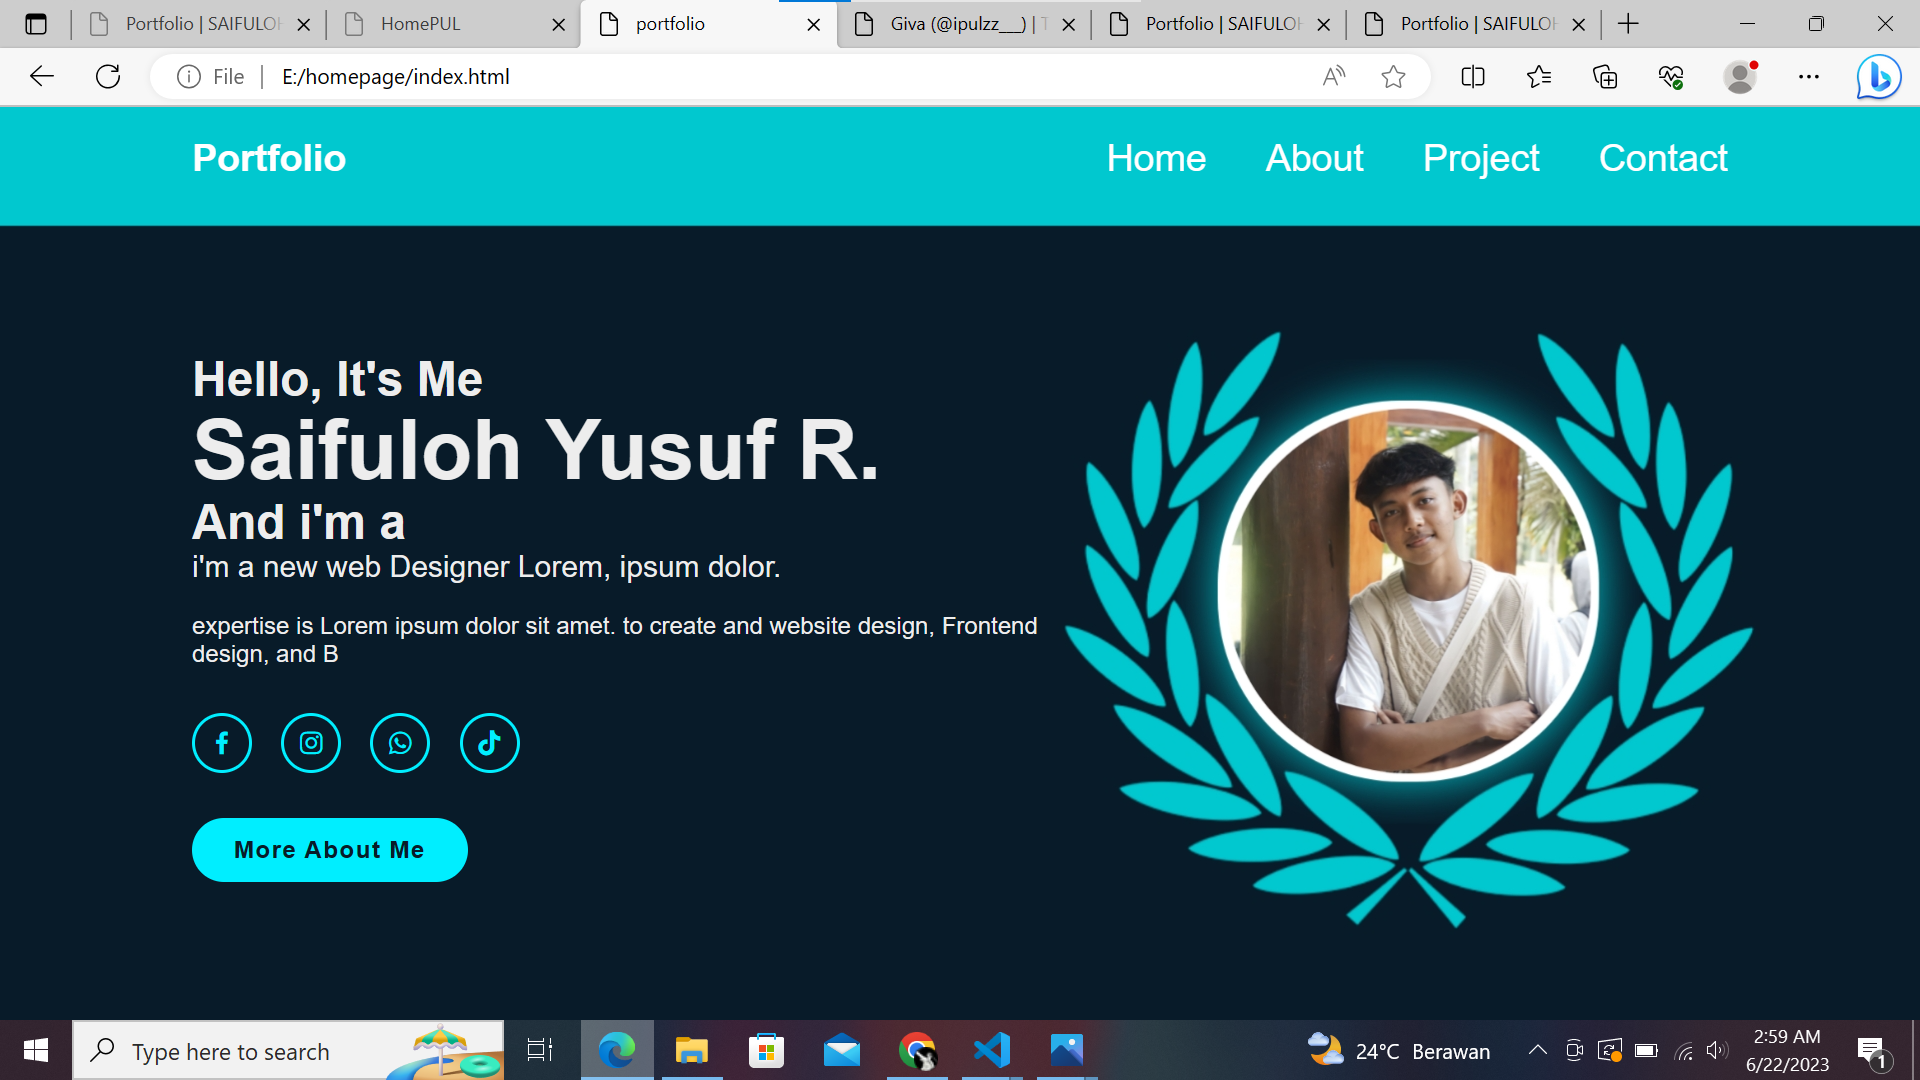 Portfolio | SAIFULOH
HomePUL
portfolio
Giva (@ipulzz___) | T
Portfolio | SAIFULOH
Portfolio | SAIFULOH
File
E:/homepage/index.html
Portfolio
Home
About
Project
Contact
Hello, It's Me
Saifuloh Yusuf R.
And i'm a
i'm a new web Designer Lorem, ipsum dolor.
expertise is Lorem ipsum dolor sit amet. to create and website design, Frontend
design, and B
More About Me
Type here to search
24°C Berawan
2:59 AM
6/22/2023
1